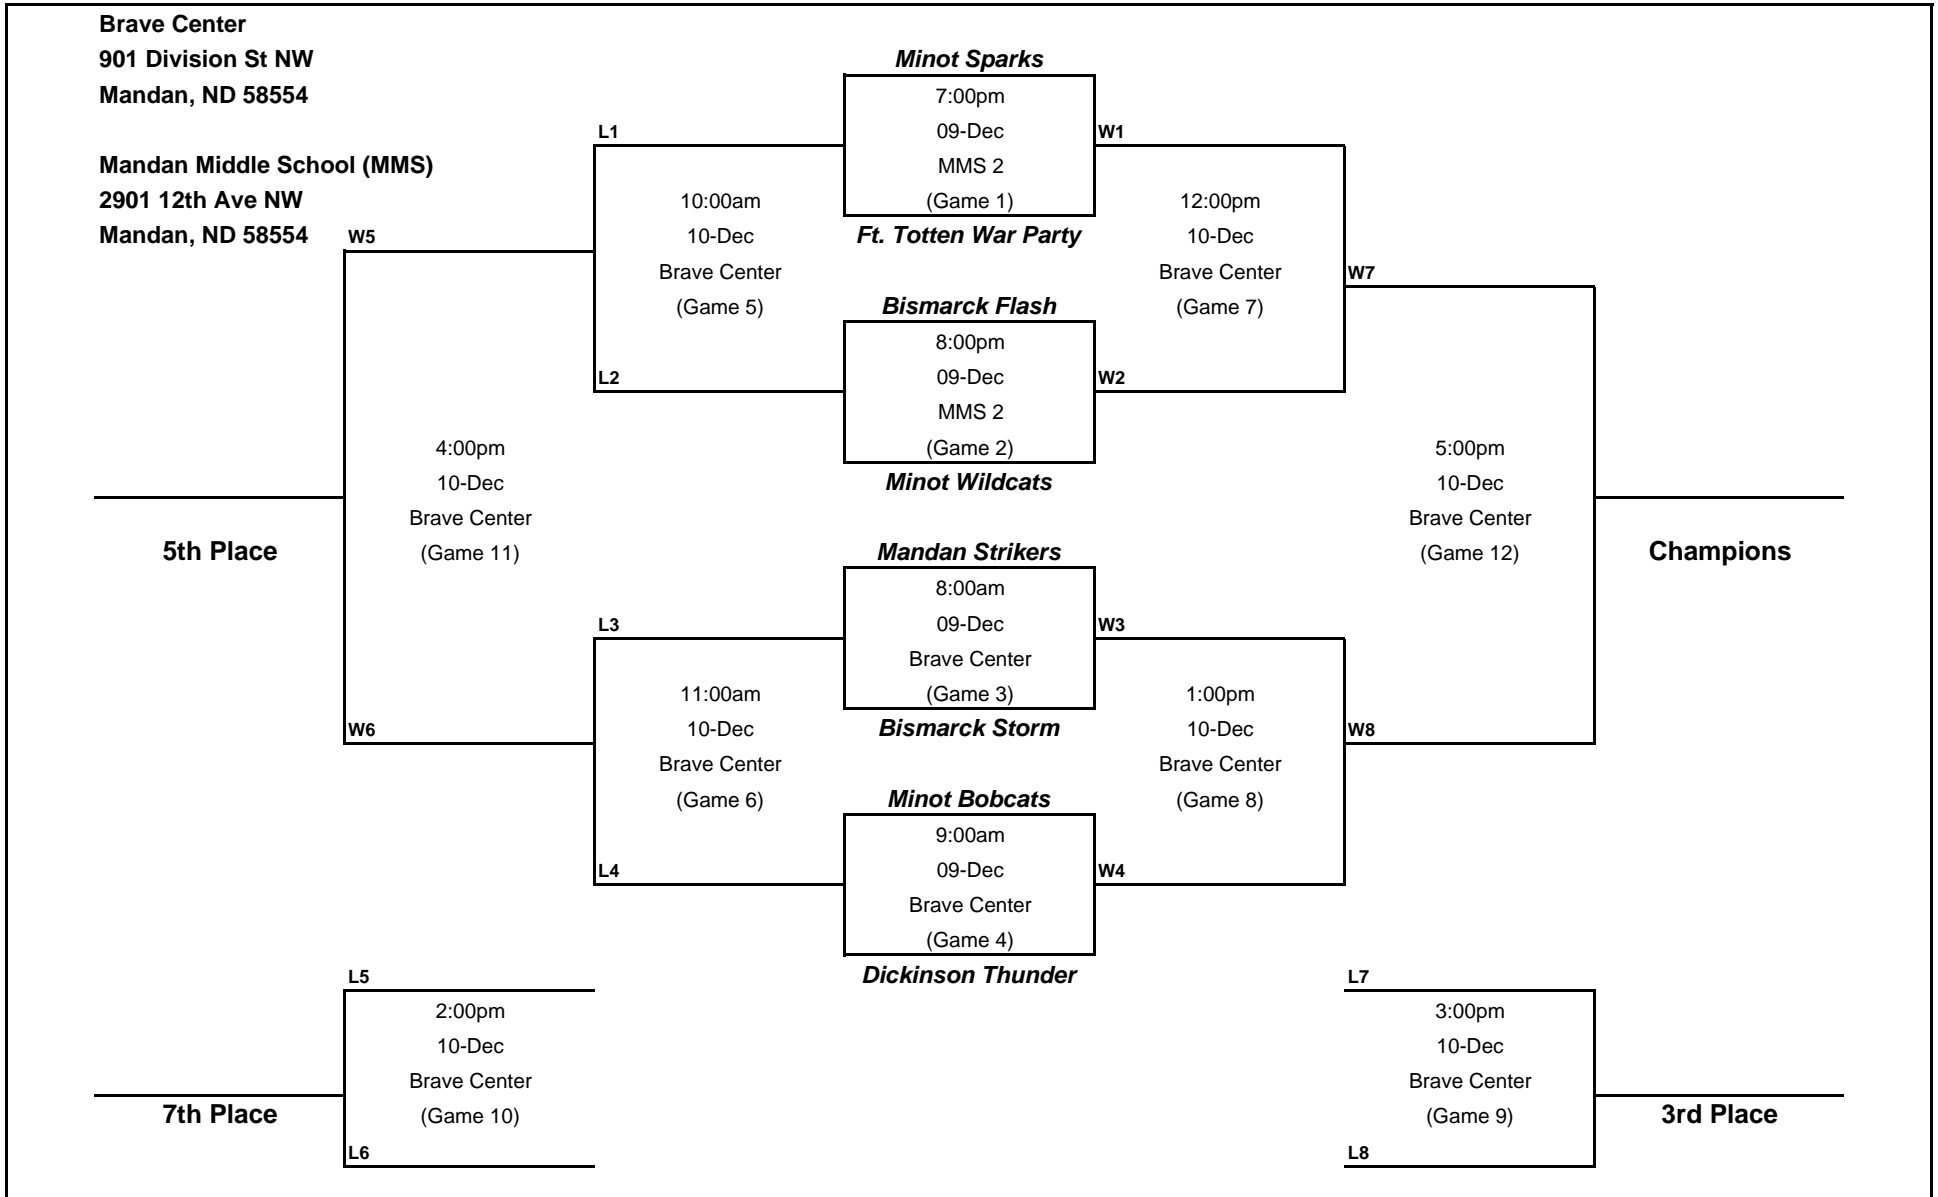 Brave Center
901 Division St NW
Mandan, ND 58554
Mandan Middle School (MMS)
2901 12th Ave NW
Mandan, ND 58554
Minot Sparks
7:00pm
09-Dec
MMS 2
(Game 1)
Ft. Totten War Party
L1
W1
10:00am
10-Dec
Brave Center
(Game 5)
12:00pm
10-Dec
Brave Center
(Game 7)
W5
W7
Bismarck Flash
8:00pm
09-Dec
MMS 2
(Game 2)
Minot Wildcats
L2
W2
4:00pm
10-Dec
Brave Center
(Game 11)
5th Place
5:00pm
10-Dec
Brave Center
(Game 12)
Champions
Mandan Strikers
8:00am
09-Dec
Brave Center
(Game 3)
Bismarck Storm
L3
W3
11:00am
10-Dec
Brave Center
(Game 6)
1:00pm
10-Dec
Brave Center
(Game 8)
W6
W8
Minot Bobcats
9:00am
09-Dec
Brave Center
(Game 4)
Dickinson Thunder
L4
W4
L5
2:00pm
10-Dec
Brave Center
(Game 10)
7th Place
L6
L7
3:00pm
10-Dec
Brave Center
(Game 9)
3rd Place
L8